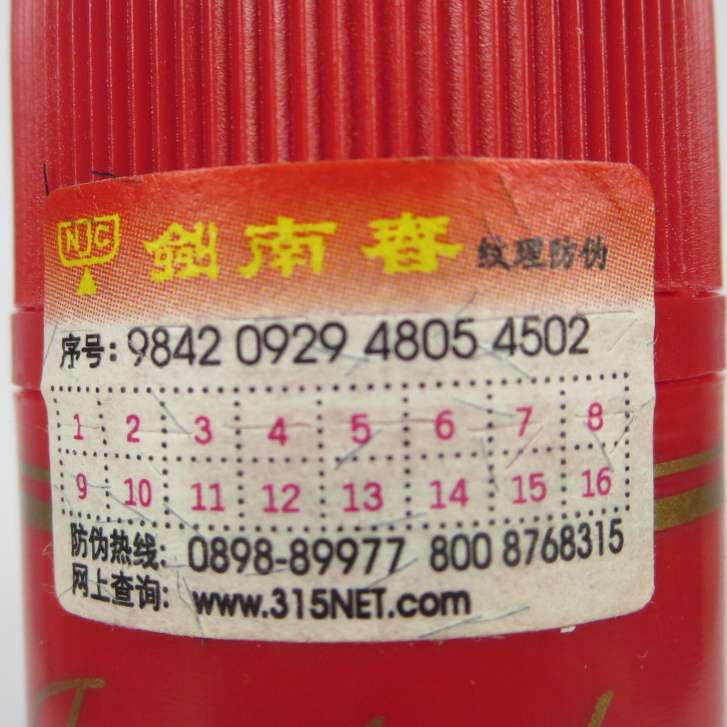 NJC 剑南春 纹理防伪
序号: 9842 0929 4805 4502
1 2 3 4 5 6 7 8
9 10 11 12 13 14 15 16
防伪热线: 0898-89977 800 8768315
网上查询: www.315NET.com